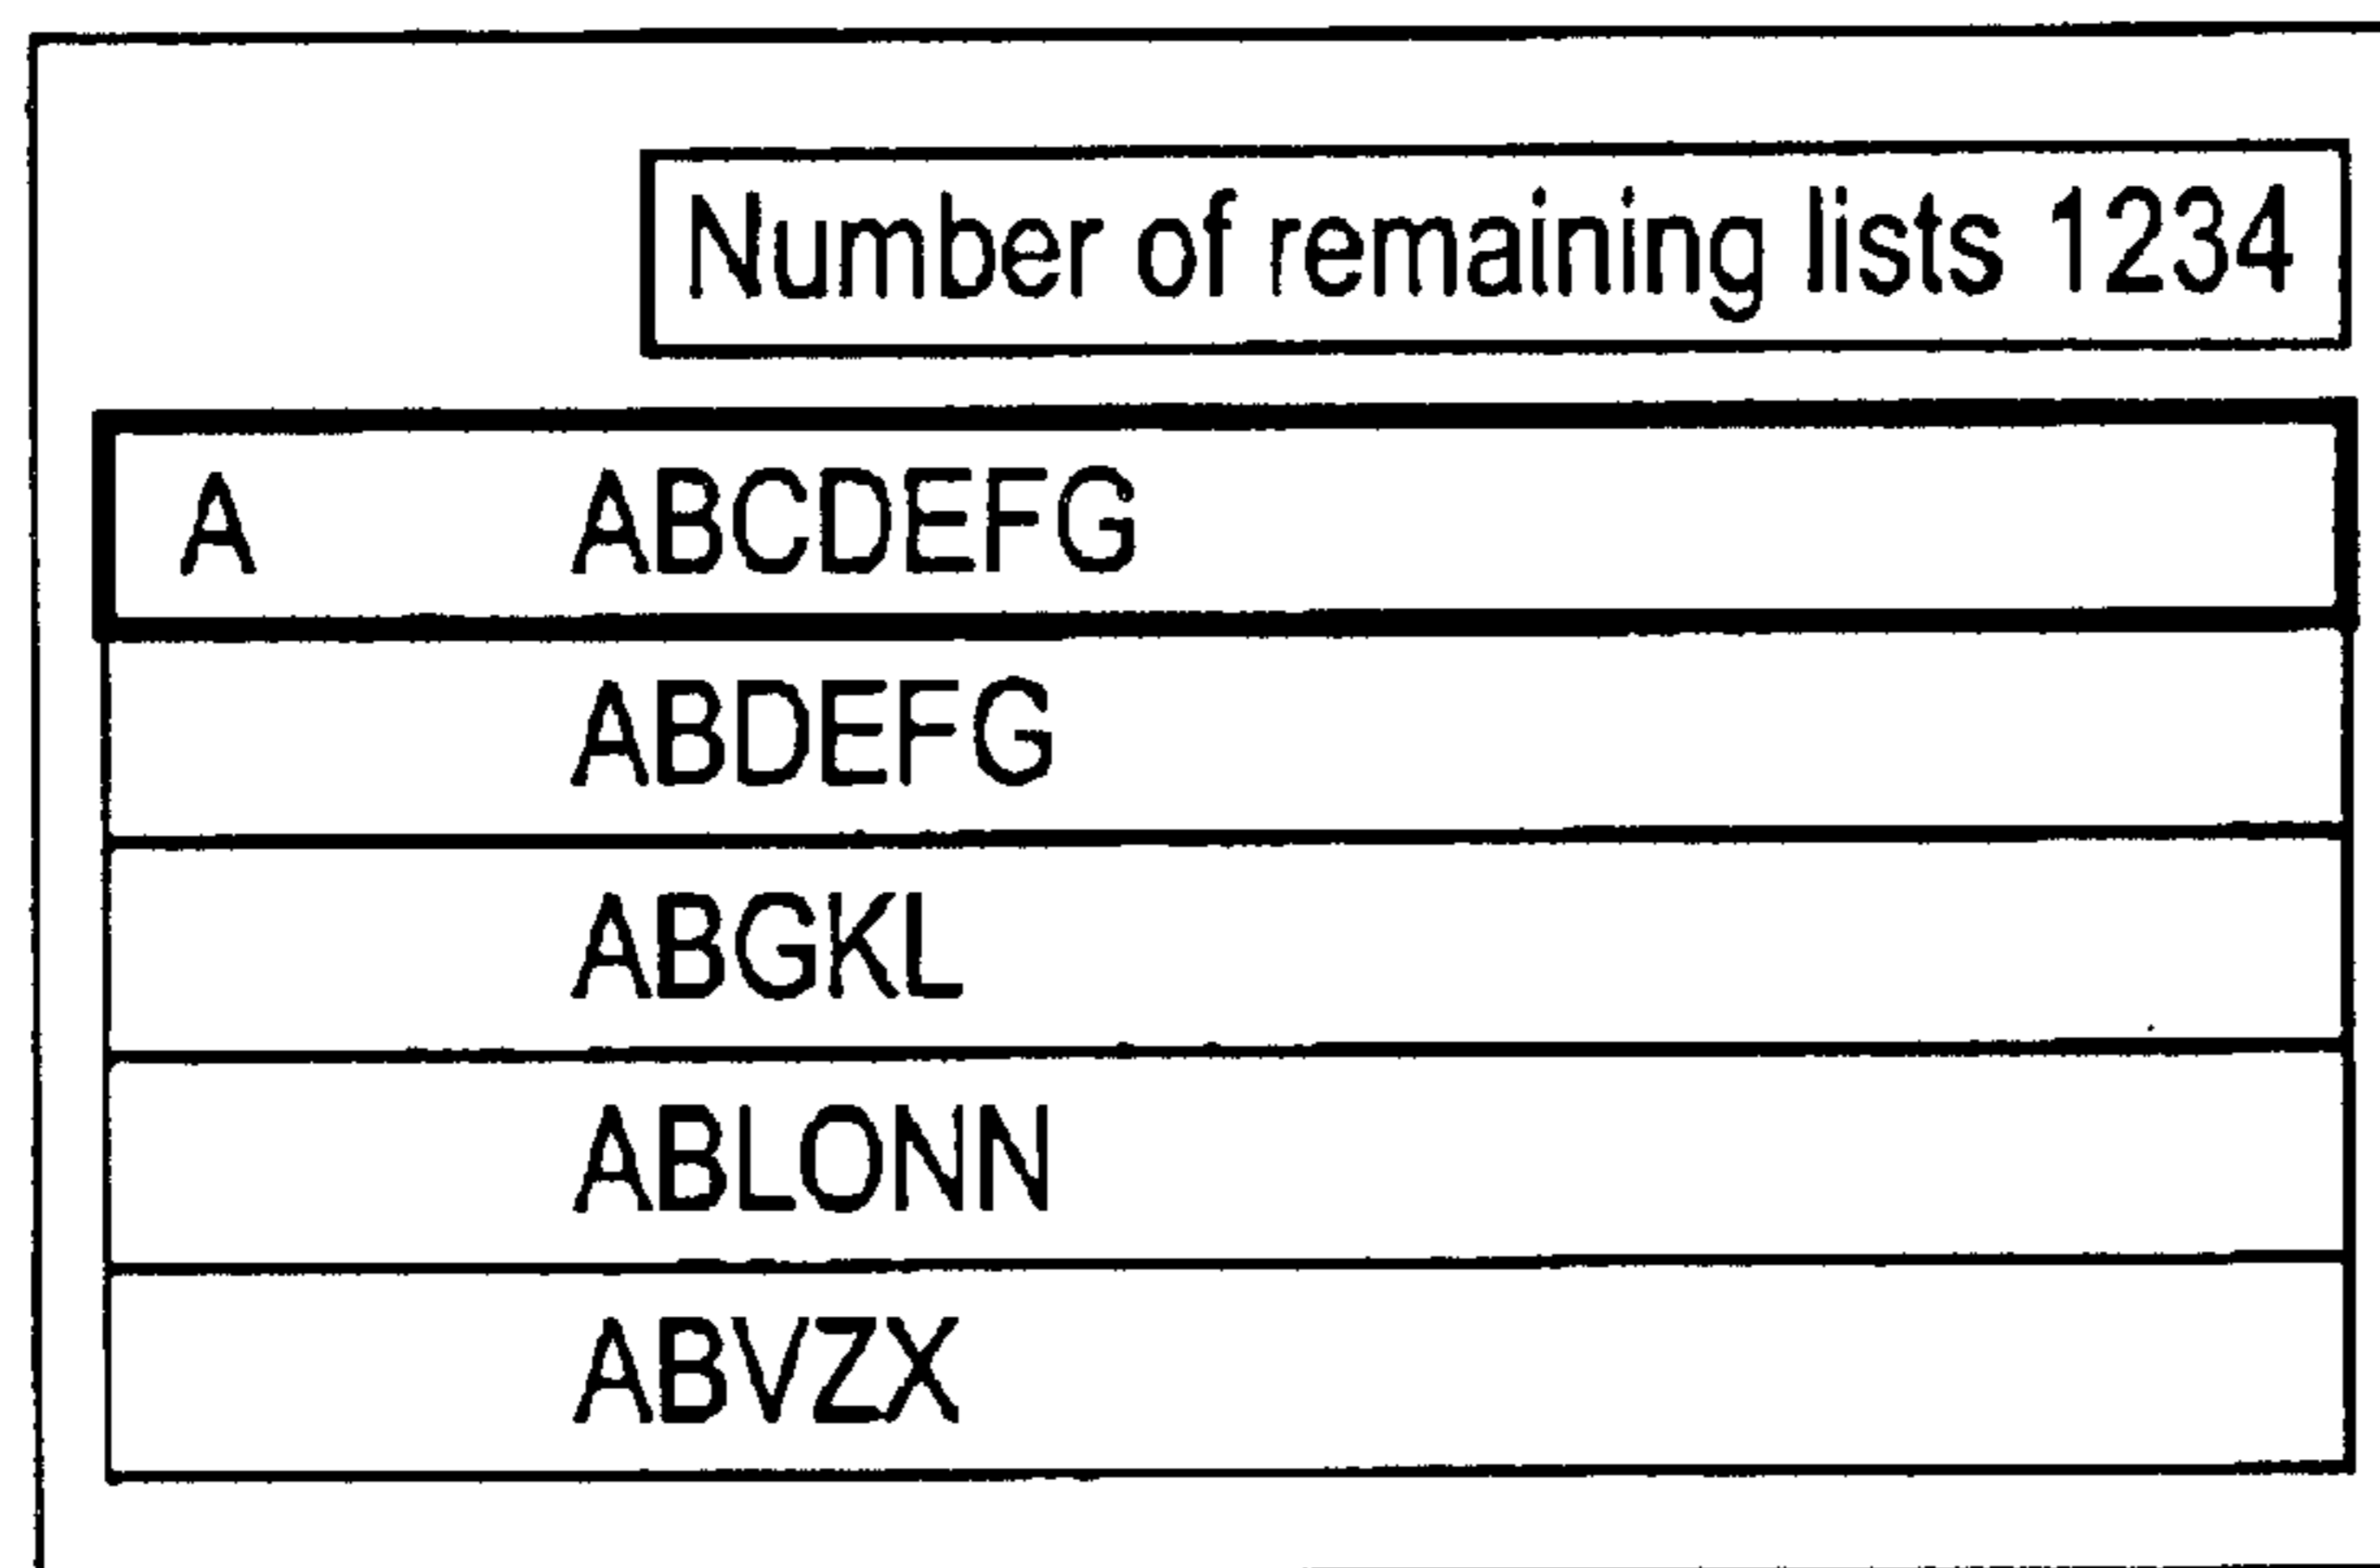 Number of remaining lists 1234
A ABCDEFG
ABDEFG
ABGKL
ABLONN
ABVZX